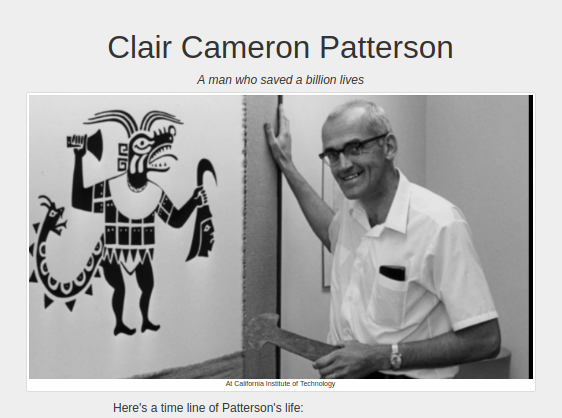 Clair Cameron Patterson
A man who saved a billion lives
At California Institute of Technology
Here's a time line of Patterson's life: